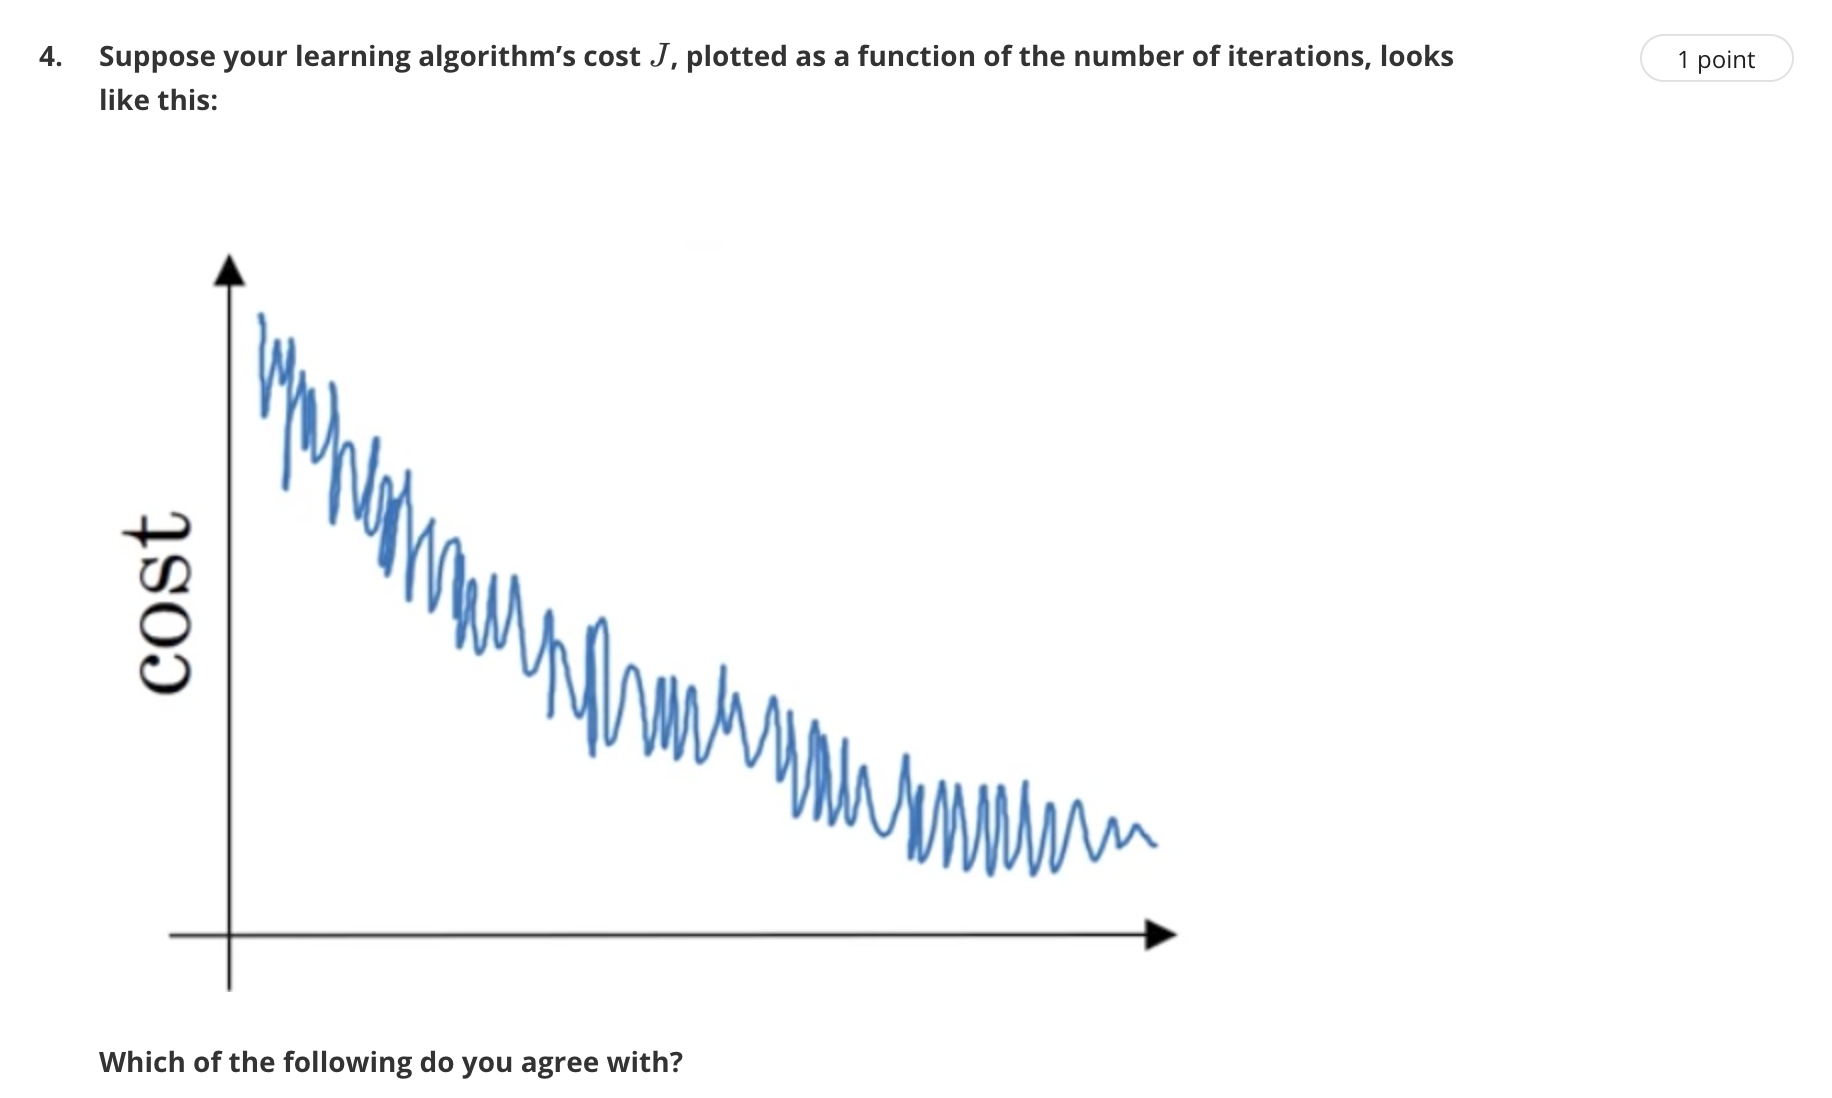 4. Suppose your learning algorithm’s cost J, plotted as a function of the number of iterations, looks
like this:
1 point
cost
Which of the following do you agree with?